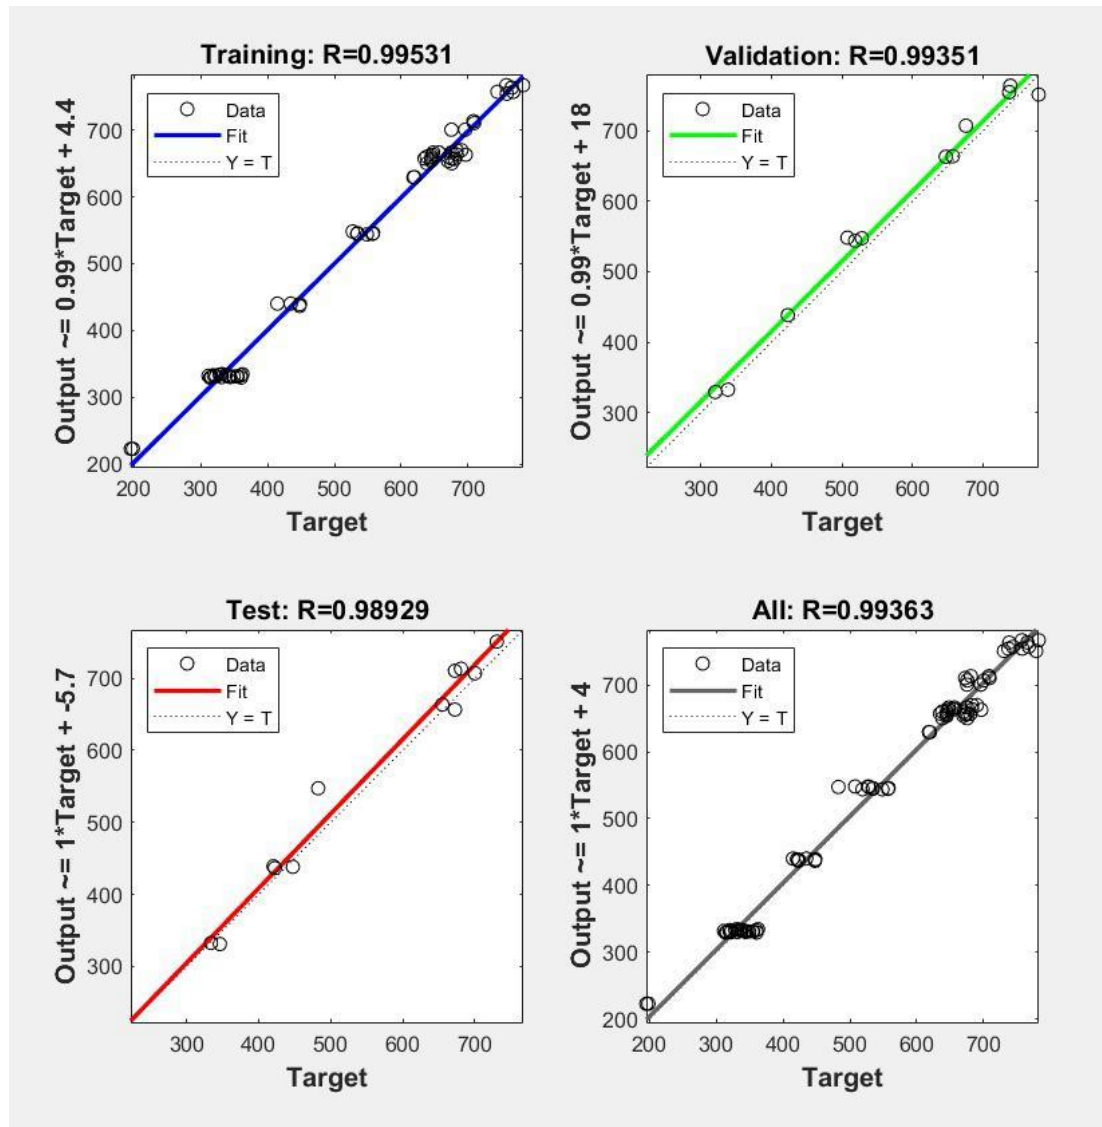 Training: R=0.99531
Output ~= 0.99*Target + 4.4
Data
Fit
Y = T
700
600
500
400
300
200
200 300 400 500 600 700
Target
Validation: R=0.99351
Output ~= 0.99*Target + 18
Data
Fit
Y = T
700
600
500
400
300
300 400 500 600 700
Target
Test: R=0.98929
Output ~= 1*Target + -5.7
Data
Fit
Y = T
700
600
500
400
300
300 400 500 600 700
Target
All: R=0.99363
Output ~= 1*Target + 4
Data
Fit
Y = T
700
600
500
400
300
200
200 300 400 500 600 700
Target